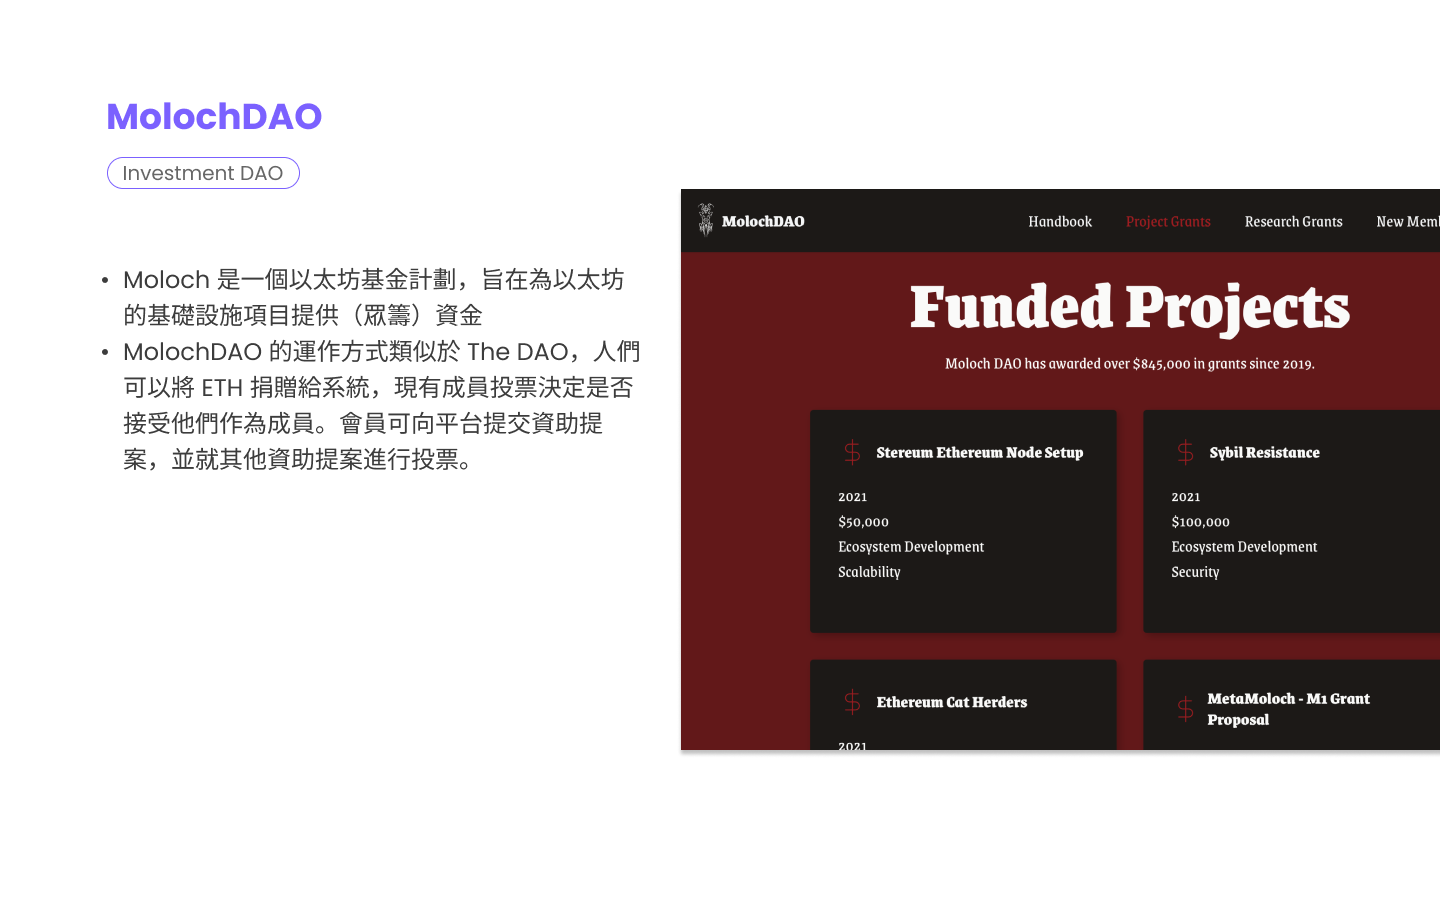 MolochDAO
Investment DAO
• Moloch 是一個以太坊基金計劃，旨在為以太坊
的基礎設施項目提供（眾籌）資金
• MolochDAO 的運作方式類似於 The DAO，人們
可以將 ETH 捐贈給系統，現有成員投票決定是否
接受他們作為成員。會員可向平台提交資助提
案，並就其他資助提案進行投票。
MolochDAO Handbook Project Grants Research Grants New Memb
Funded Projects
Moloch DAO has awarded over $845,000 in grants since 2019.
$ Stereum Ethereum Node Setup
2021
$50,000
Ecosystem Development
Scalability
$ Sybil Resistance
2021
$100,000
Ecosystem Development
Security
$ Ethereum Cat Herders
2021
$ MetaMoloch - M1 Grant
Proposal